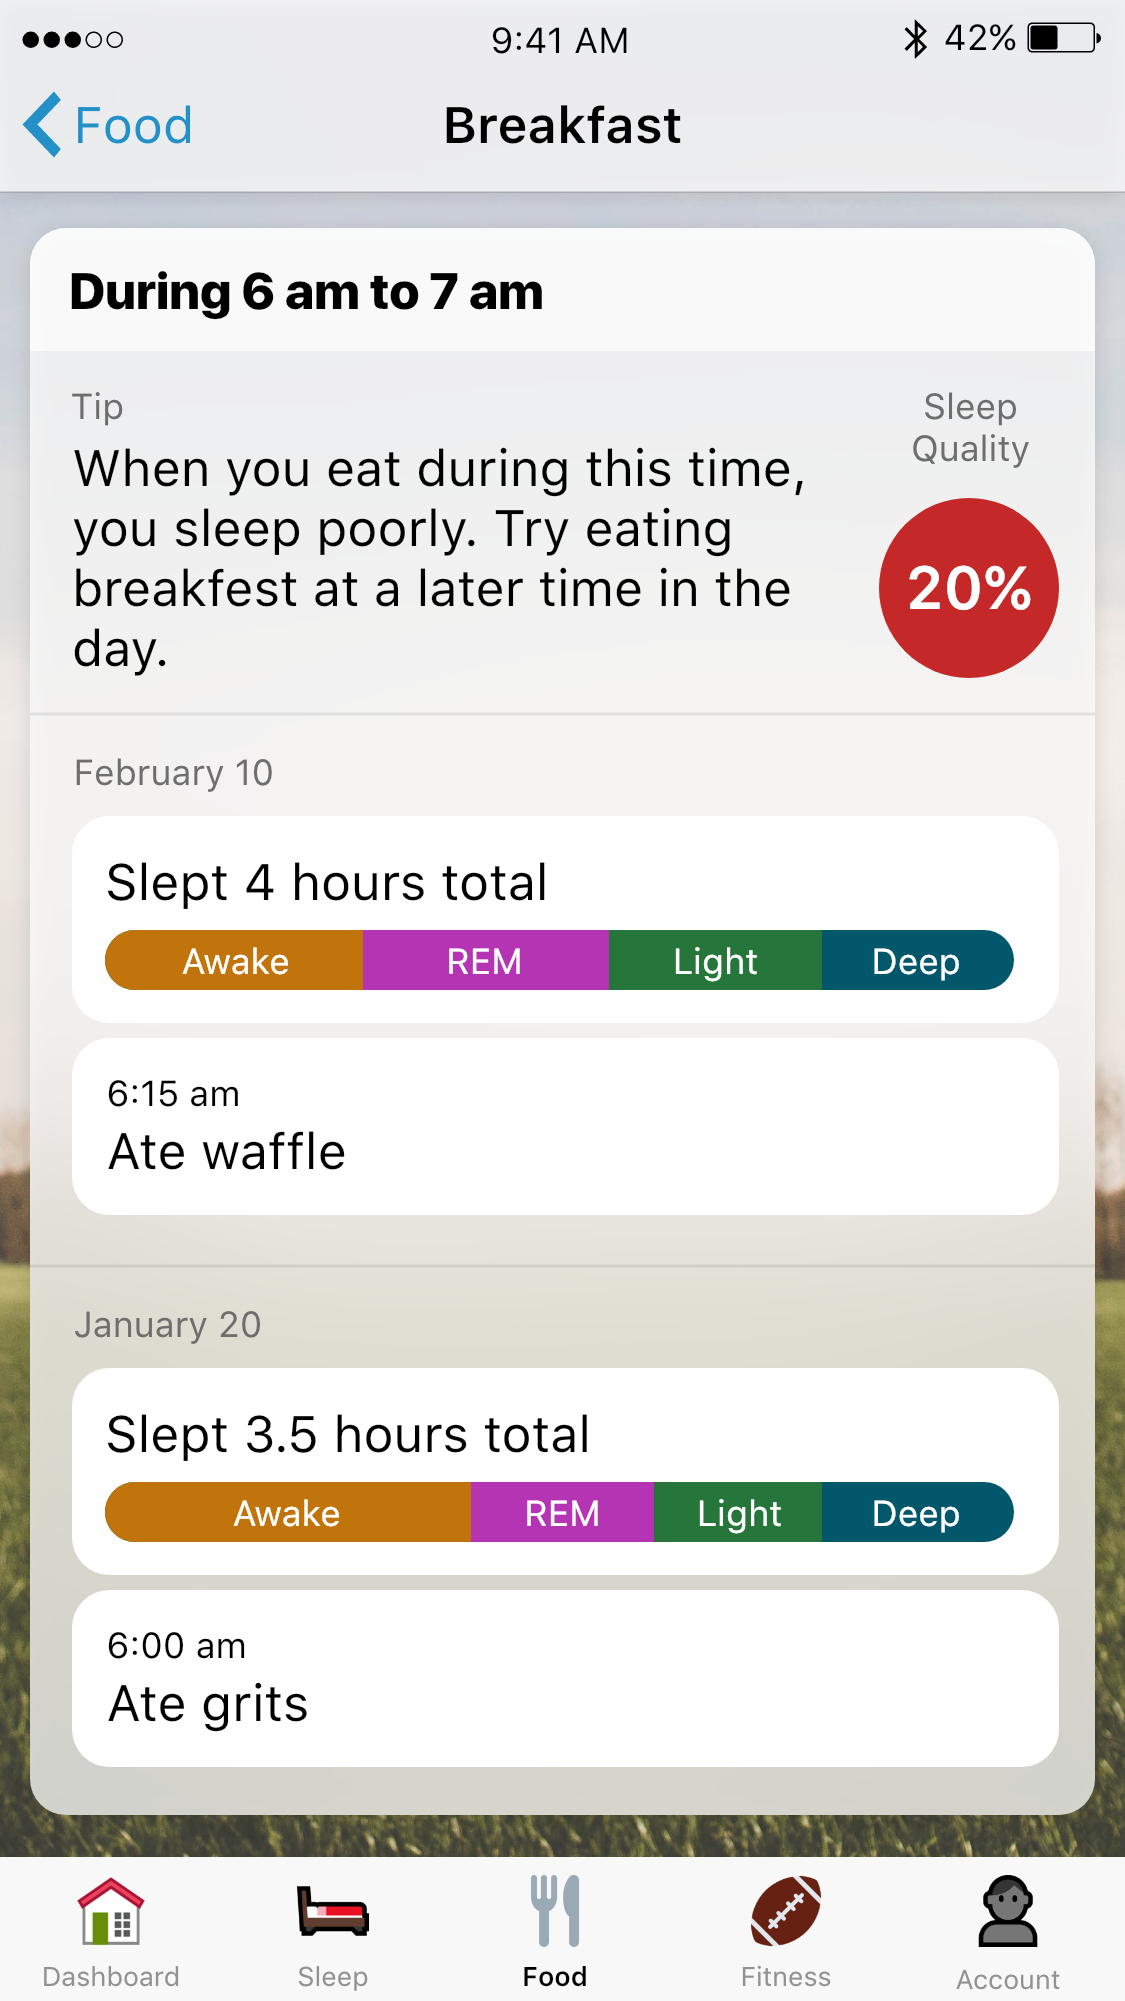 9:41 AM
42%
Food
Breakfast
During 6 am to 7 am
Tip
When you eat during this time,
you sleep poorly. Try eating
breakfest at a later time in the
day.
Sleep
Quality
20%
February 10
Slept 4 hours total
Awake REM Light Deep
6:15 am
Ate waffle
January 20
Slept 3.5 hours total
Awake REM Light Deep
6:00 am
Ate grits
Dashboard Sleep Food Fitness Account